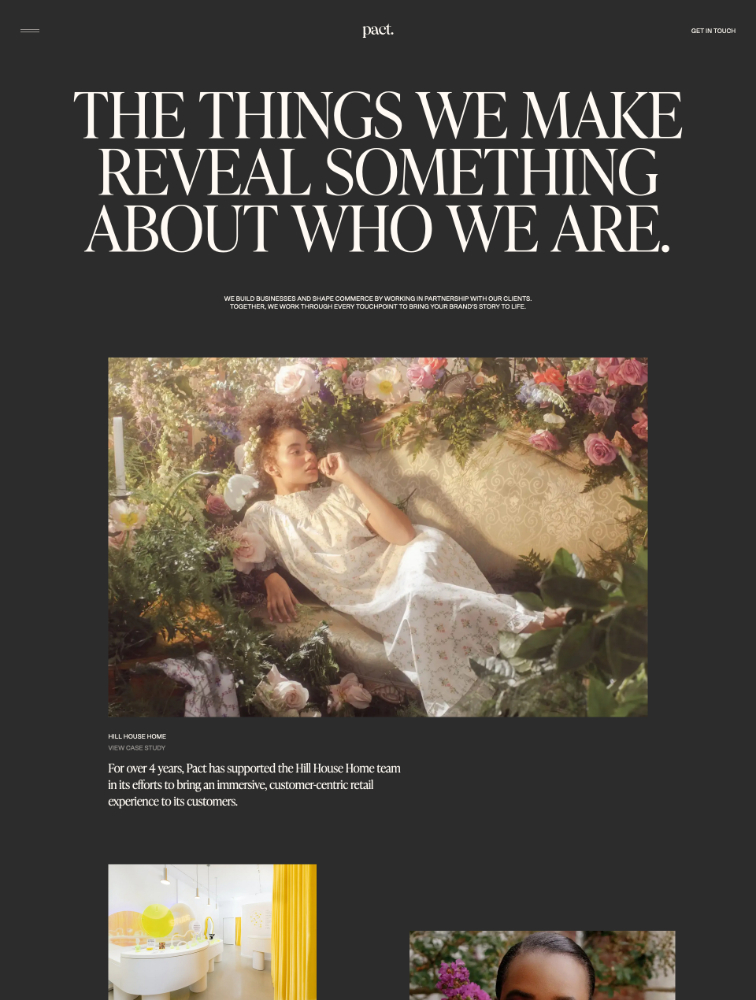 pact.
GET IN TOUCH
THE THINGS WE MAKE
REVEAL SOMETHING
ABOUT WHO WE ARE.
WE BUILD BUSINESSES AND SHAPE COMMERCE BY WORKING IN PARTNERSHIP WITH OUR CLIENTS.
TOGETHER, WE WORK THROUGH EVERY TOUCHPOINT TO BRING YOUR BRAND'S STORY TO LIFE.
HILL HOUSE HOME
VIEW CASE STUDY
For over 4 years, Pact has supported the Hill House Home team
in its efforts to bring an immersive, customer-centric retail
experience to its customers.